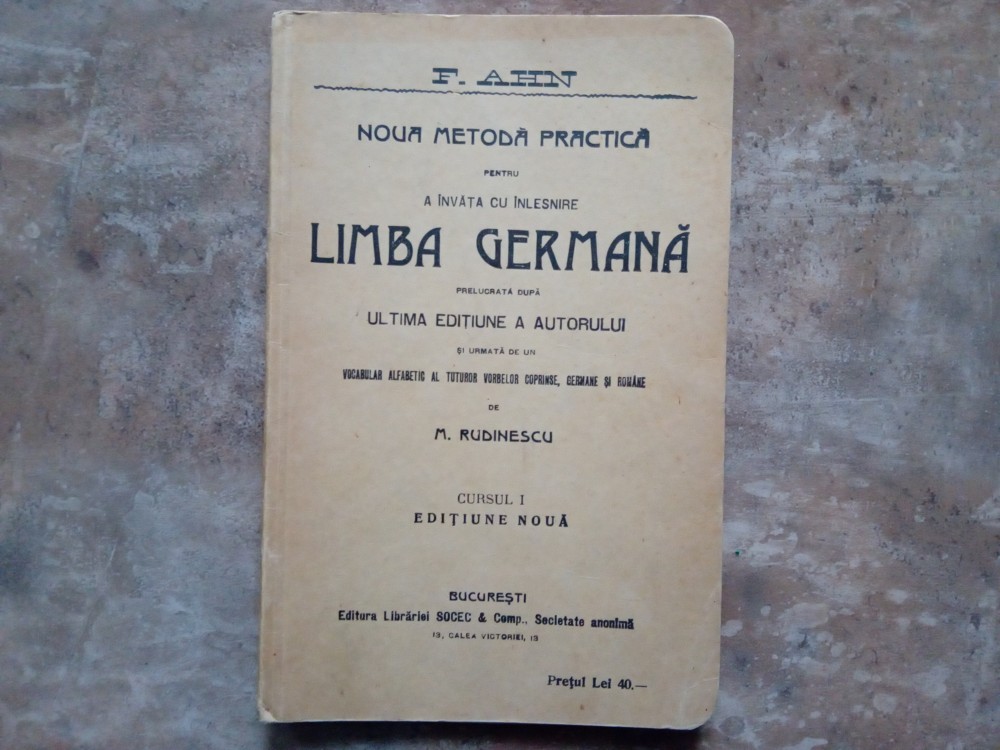 F. AHN
NOUA METODĂ PRACTICĂ
PENTRU
A ÎNVĂȚA CU ÎNLESNIRE
LIMBA GERMANĂ
PRELUCRATĂ DUPĂ
ULTIMA EDIȚIUNE A AUTORULUI
ȘI URMATĂ DE UN
VOCABULAR ALFABETIC AL TUTUROR VORBELOR COPRINSE, GERMANE ȘI ROMÂNE
DE
M. RUDINESCU
CURSUL I
EDIȚIUNE NOUĂ
BUCUREȘTI
Editura Librăriei SOCEC & Comp., Societate anonimă
13, CALEA VICTORIEI, 13
Prețul Lei 40.—